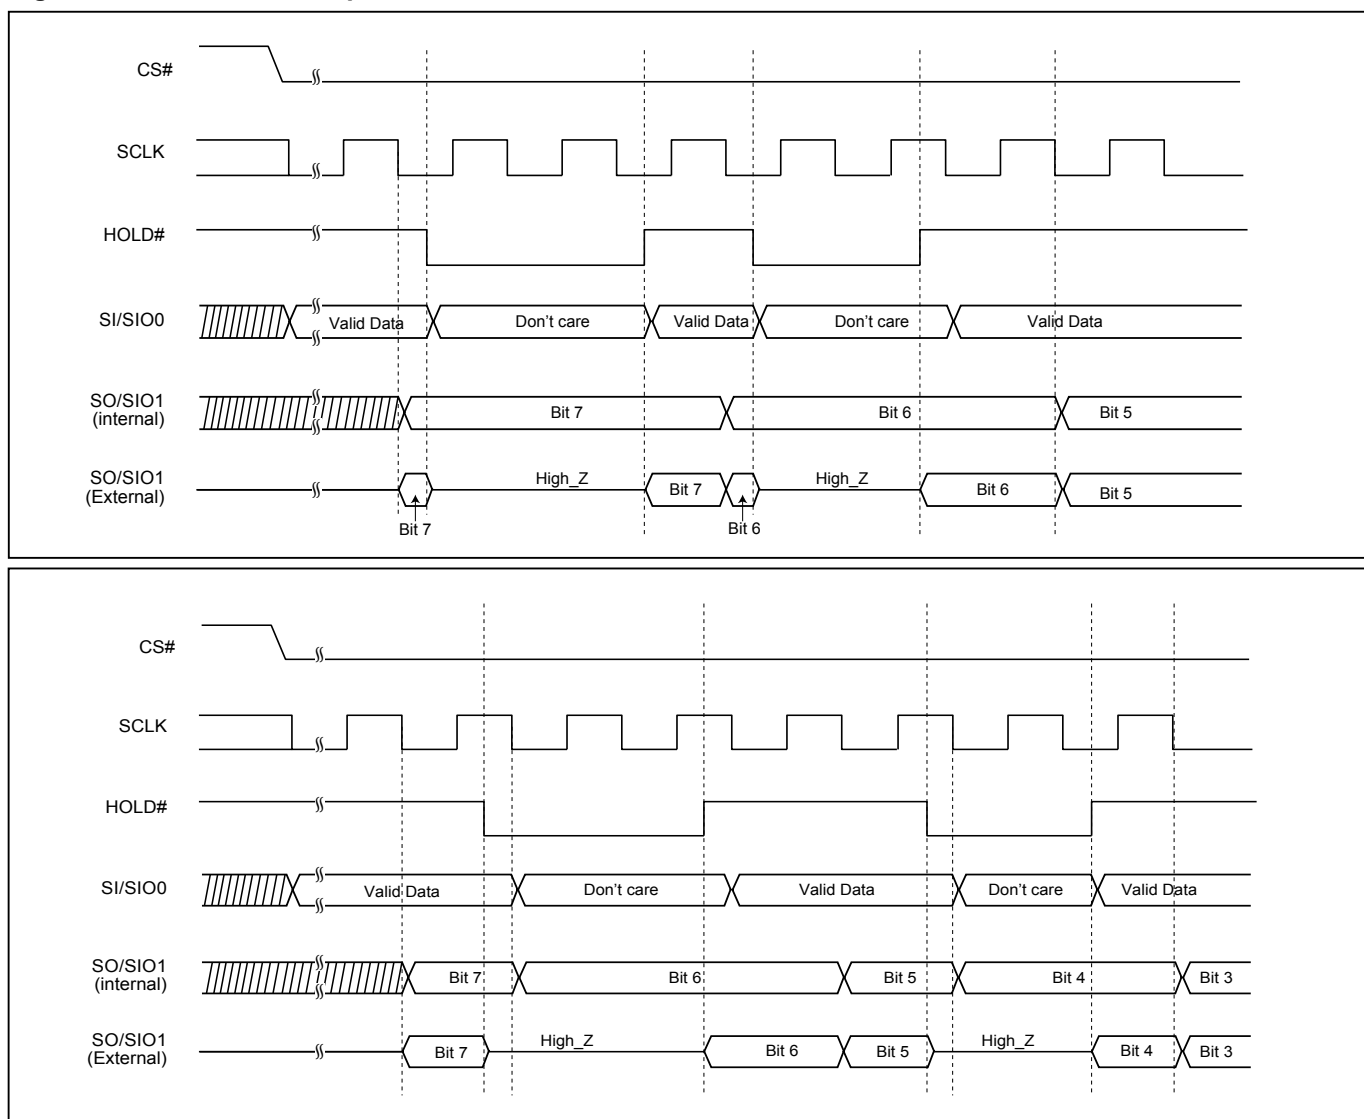 CS#
SCLK
HOLD#
SI/SIO0
Valid Data
Don't care
Valid Data
Don't care
Valid Data
SO/SIO1
(internal)
Bit 7
Bit 6
Bit 5
SO/SIO1
(External)
High_Z
Bit 7
High_Z
Bit 6
Bit 5
Bit 7
Bit 6
CS#
SCLK
HOLD#
SI/SIO0
Valid Data
Don't care
Valid Data
Don't care
Valid Data
SO/SIO1
(internal)
Bit 7
Bit 6
Bit 5
Bit 4
Bit 3
SO/SIO1
(External)
Bit 7
High_Z
Bit 6
Bit 5
High_Z
Bit 4
Bit 3